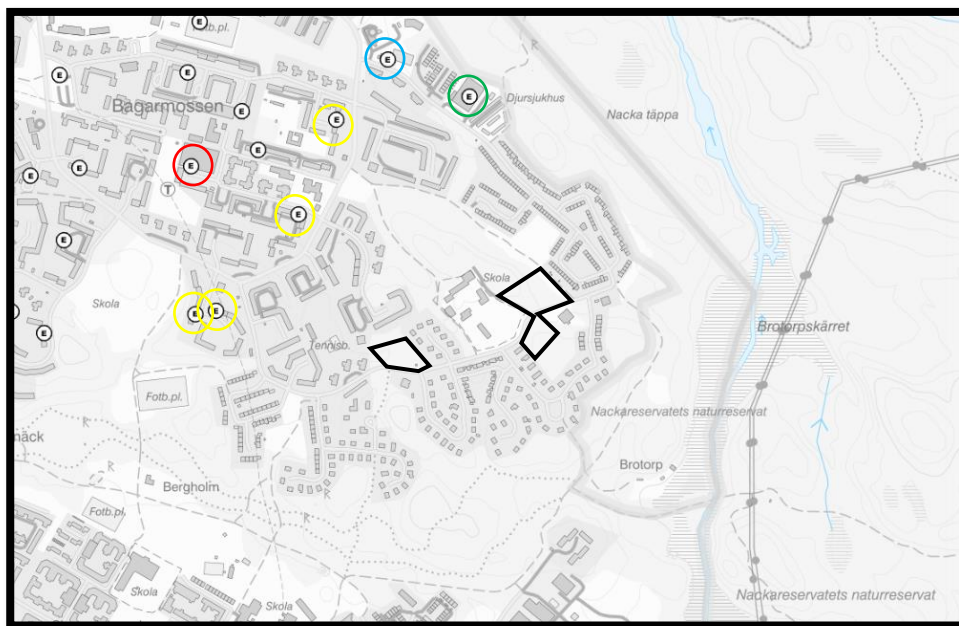 Fotb.pl.
E
E
E
E
E
Djursjukhus
Bagarmossen
E
Nacka täppa
E
E
E
E
E
T
E
E
Skola
Skola
E
E
Brotorpskärret
E
Tennisb.
Fotb.pl.
Nackareservatets naturreservat
mäck
Brotorp
Bergholm
Fotb.pl.
Skola
Skola
Nackareservatets naturreservat